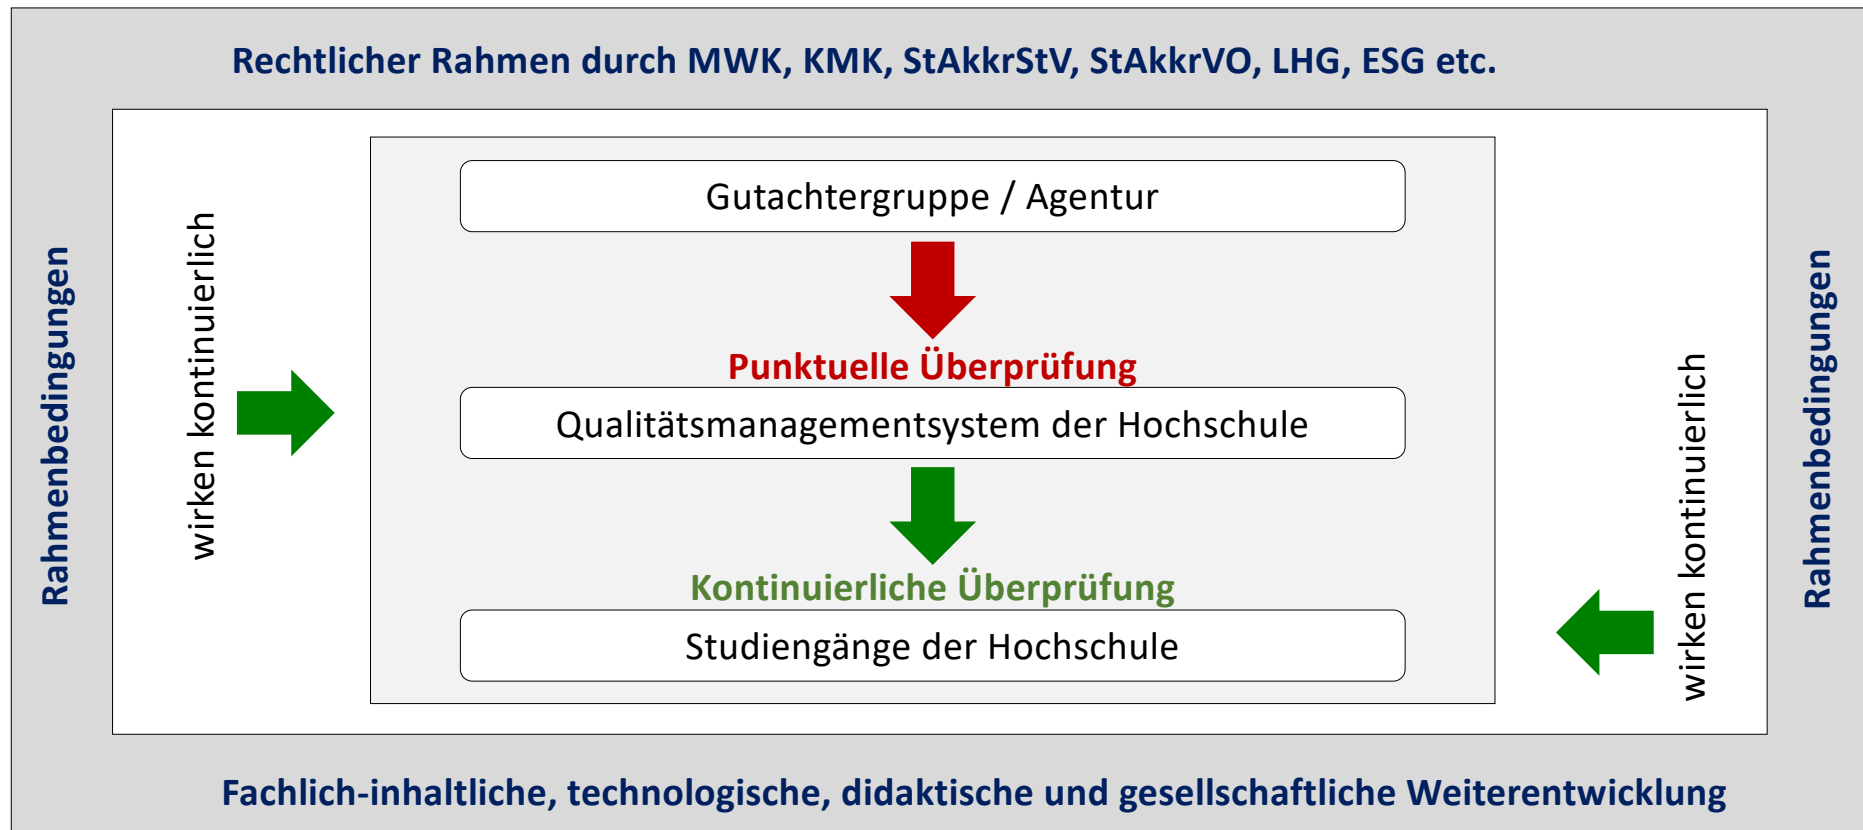 Rechtlicher Rahmen durch MWK, KMK, StAkkrStV, StAkkrVO, LHG, ESG etc.
Rahmenbedingungen
wirken kontinuierlich
Gutachtergruppe / Agentur
Punktuelle Überprüfung
Qualitätsmanagementsystem der Hochschule
Kontinuierliche Überprüfung
Studiengänge der Hochschule
wirken kontinuierlich
Rahmenbedingungen
Fachlich-inhaltliche, technologische, didaktische und gesellschaftliche Weiterentwicklung